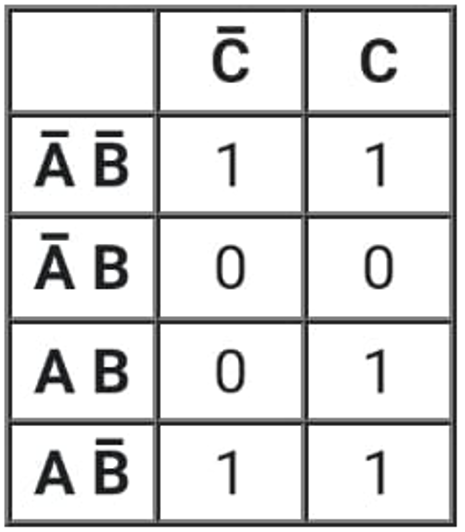 C̅ C
A̅ B̅ 1 1
A̅ B 0 0
A B 0 1
A B̅ 1 1